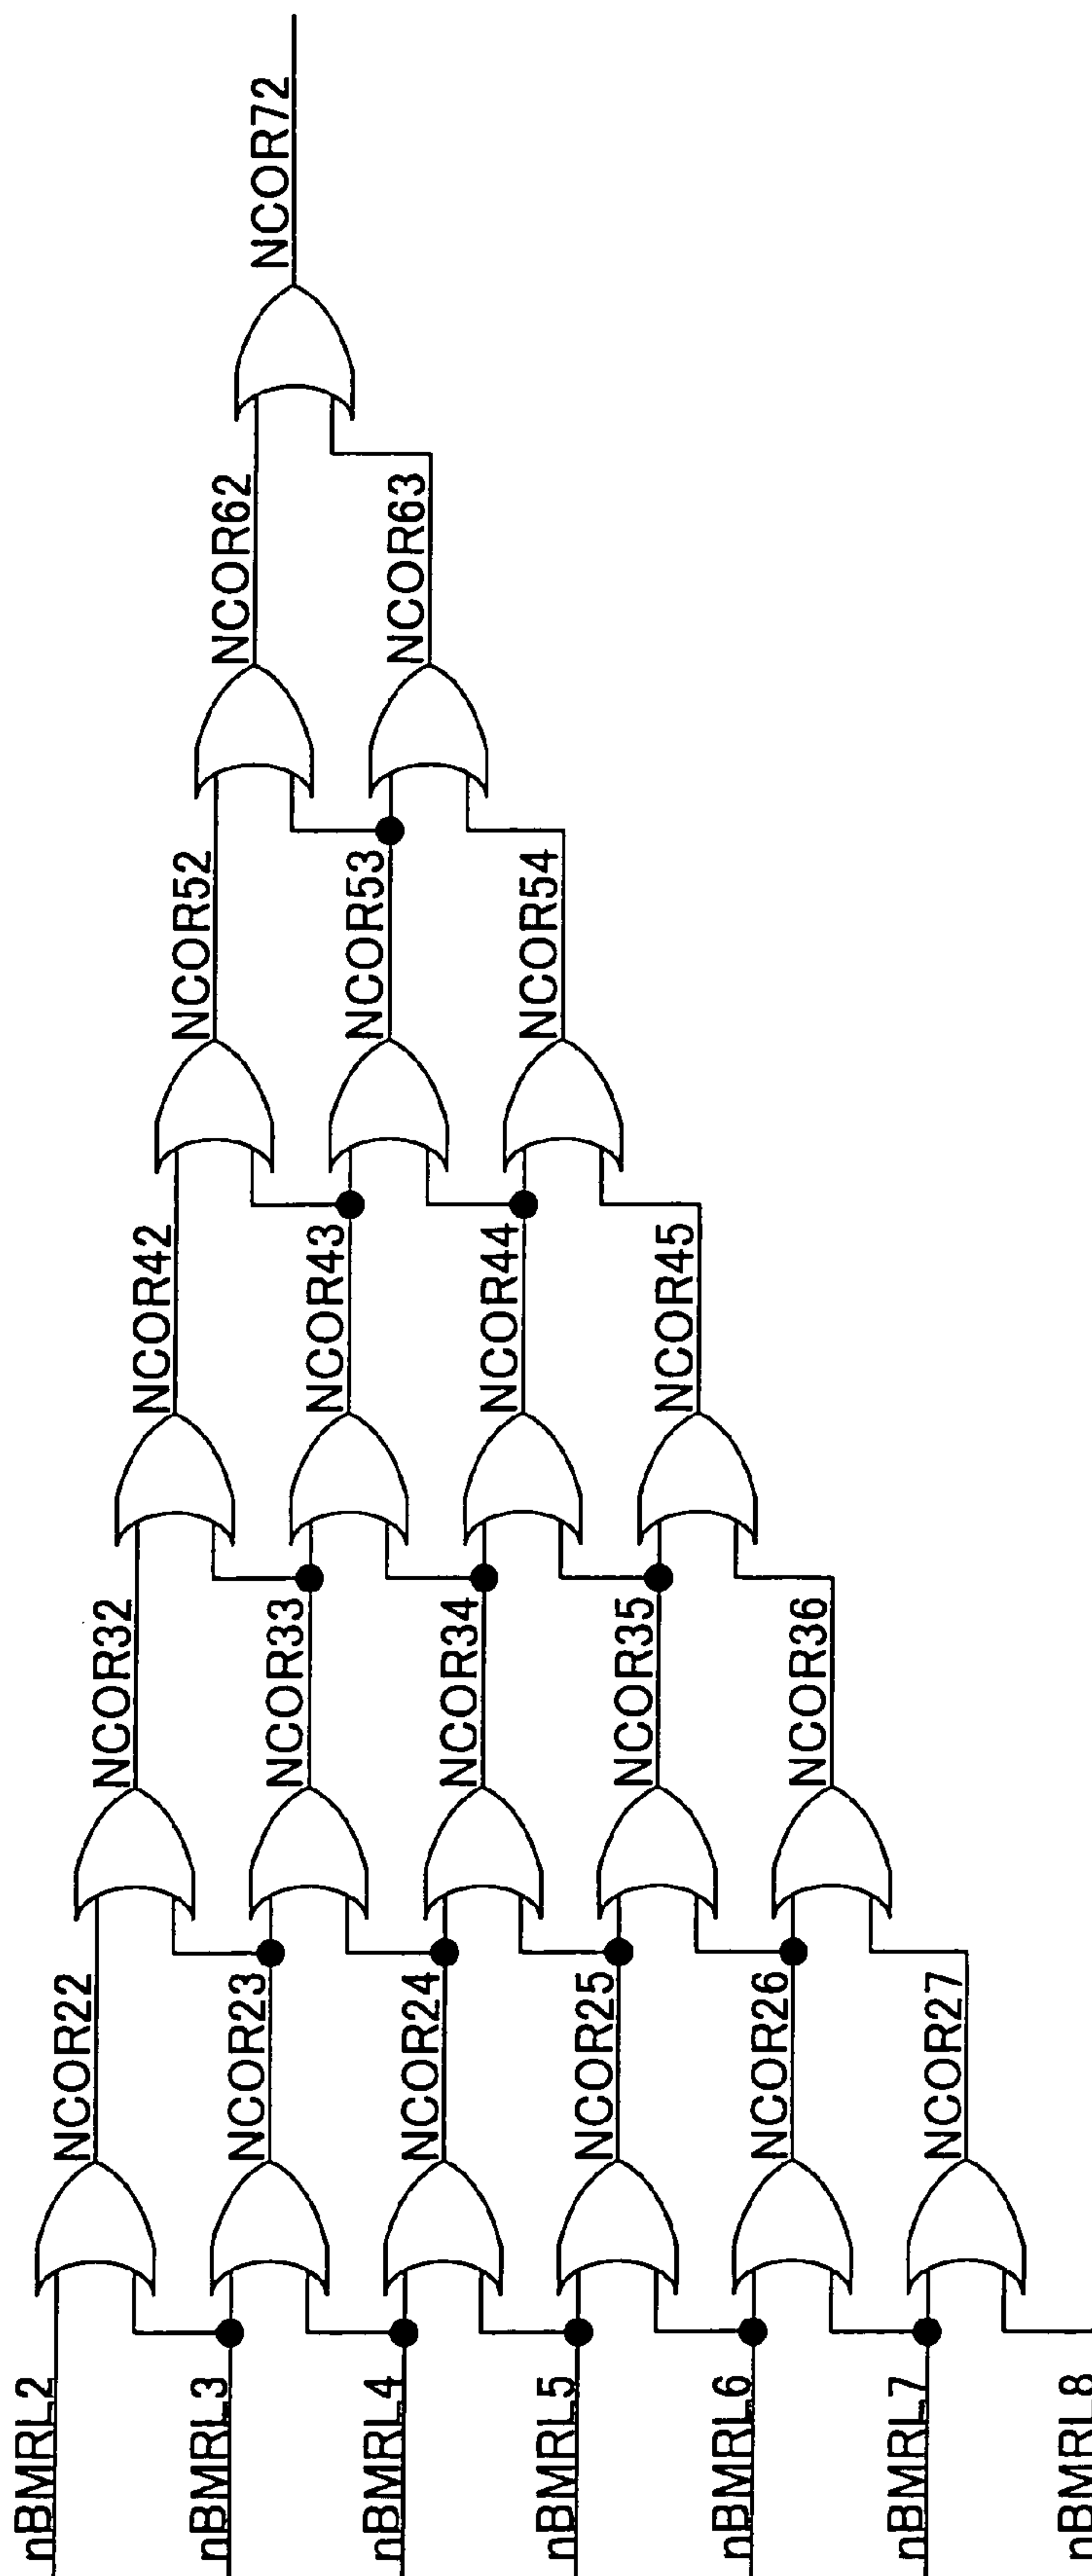 NCOR72
NCOR62
NCOR63
NCOR52
NCOR53
NCOR54
NCOR42
NCOR43
NCOR44
NCOR45
NCOR32
NCOR33
NCOR34
NCOR35
NCOR36
NCOR22
NCOR23
NCOR24
NCOR25
NCOR26
NCOR27
nBMRL2
nBMRL3
nBMRL4
nBMRL5
nBMRL6
nBMRL7
nBMRL8